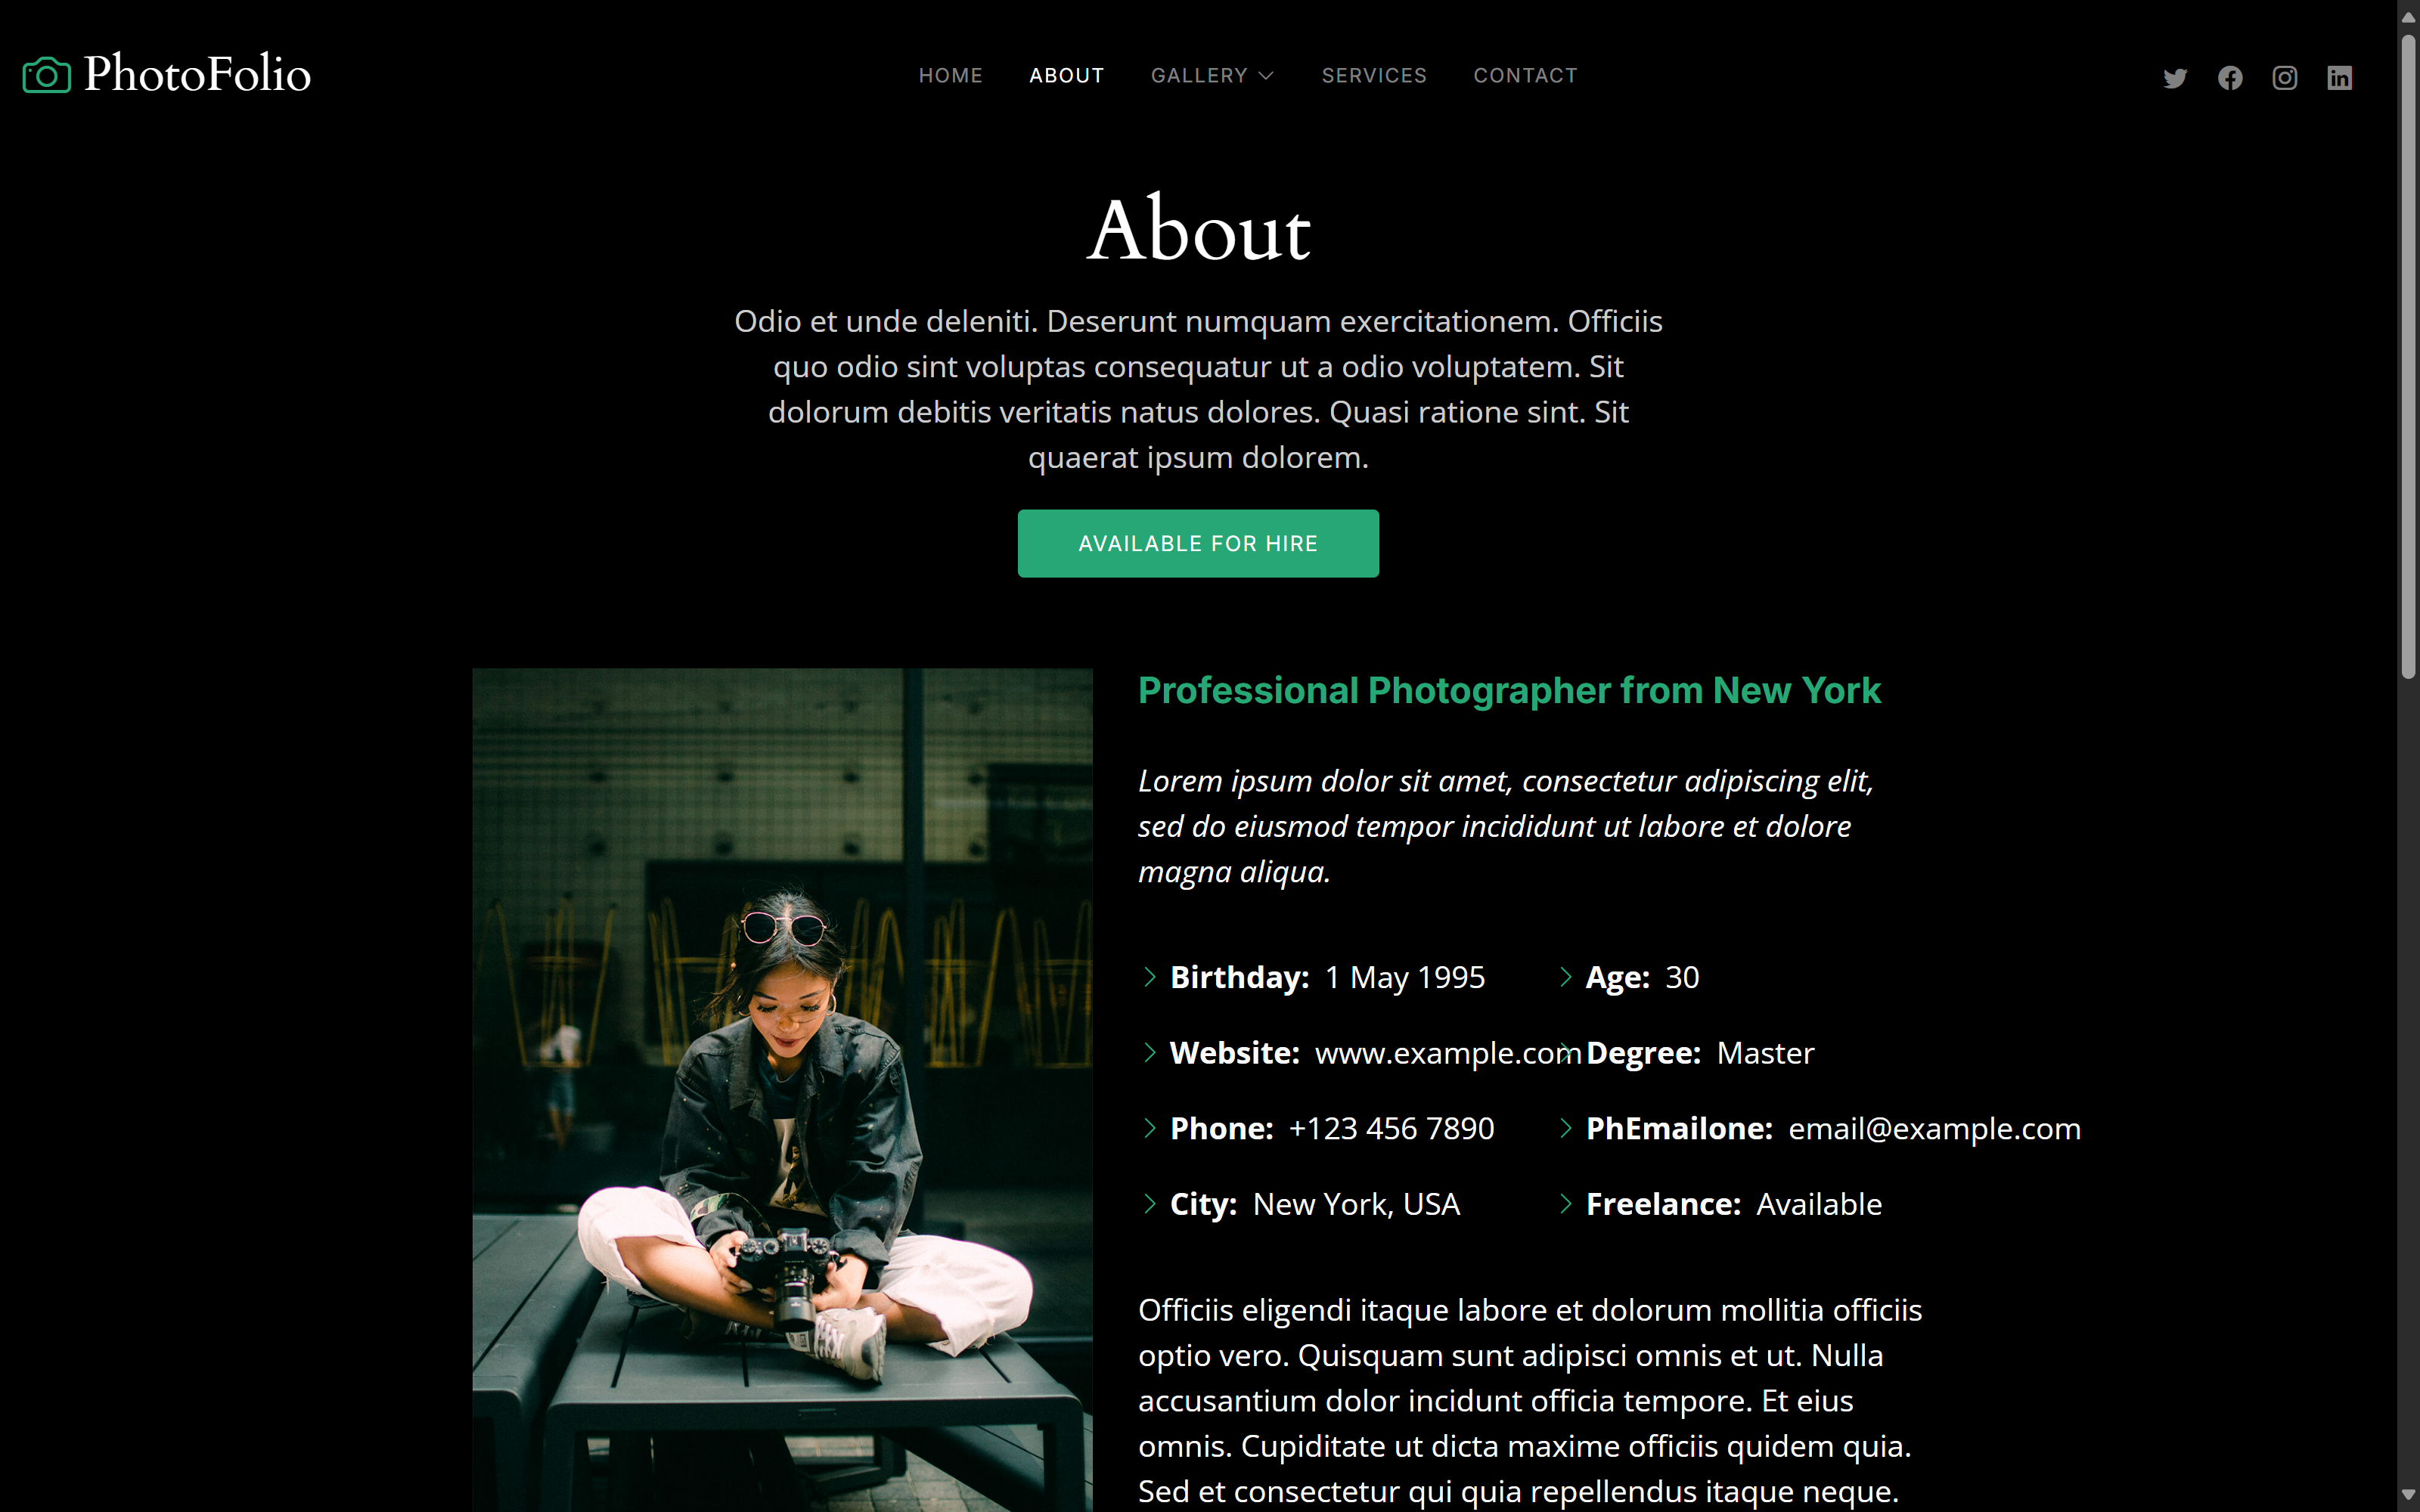 PhotoFolio
HOME ABOUT GALLERY SERVICES CONTACT
About
Odio et unde deleniti. Deserunt numquam exercitationem. Officiis
quo odio sint voluptas consequatur ut a odio voluptatem. Sit
dolorum debitis veritatis natus dolores. Quasi ratione sint. Sit
quaerat ipsum dolorem.
AVAILABLE FOR HIRE
Professional Photographer from New York
Lorem ipsum dolor sit amet, consectetur adipiscing elit,
sed do eiusmod tempor incididunt ut labore et dolore
magna aliqua.
Birthday: 1 May 1995 Age: 30
Website: www.example.com Degree: Master
Phone: +123 456 7890 PhEmailone: email@example.com
City: New York, USA Freelance: Available
Officiis eligendi itaque labore et dolorum mollitia officiis
optio vero. Quisquam sunt adipisci omnis et ut. Nulla
accusantium dolor incidunt officia tempore. Et eius
omnis. Cupiditate ut dicta maxime officiis quidem quia.
Sed et consectetur qui quia repellendus itaque neque.